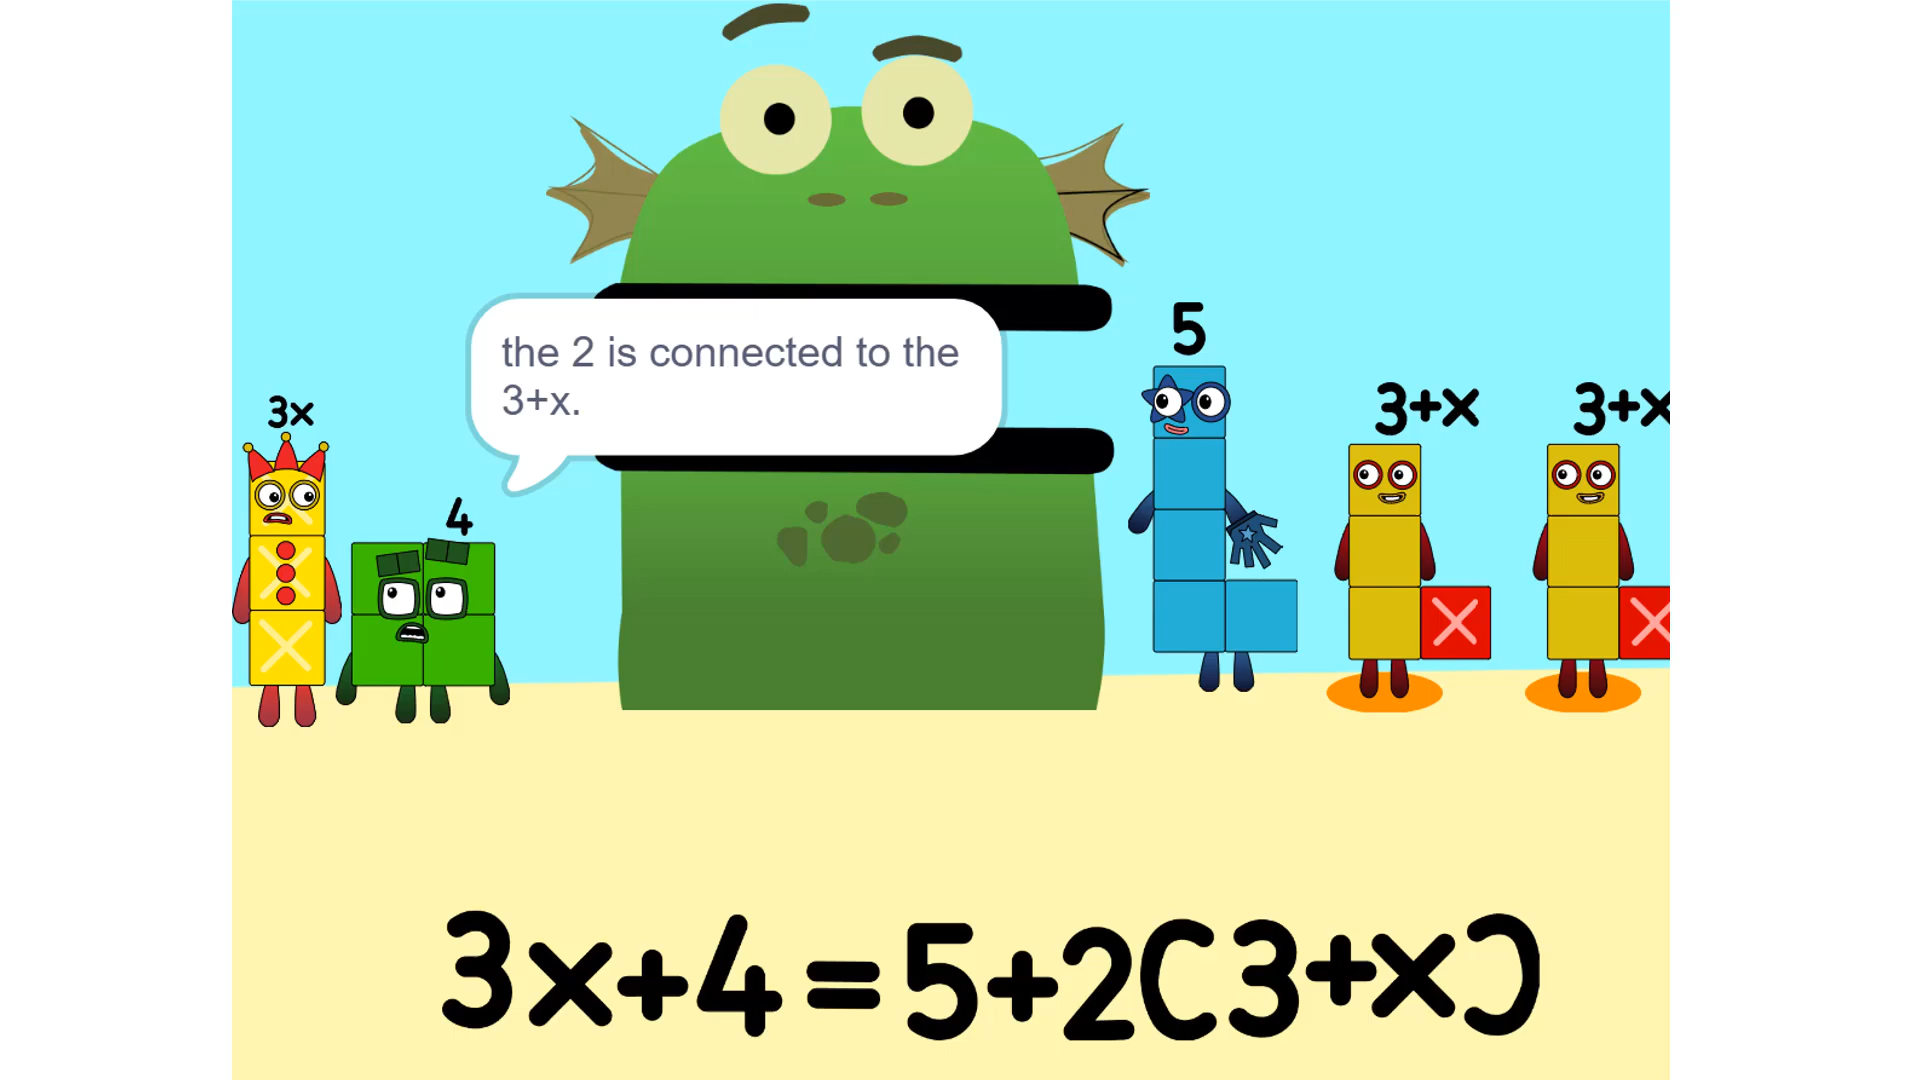 5
3+x
3+x
the 2 is connected to the
3+x.
3x
4
3x+4=5+2(3+x)